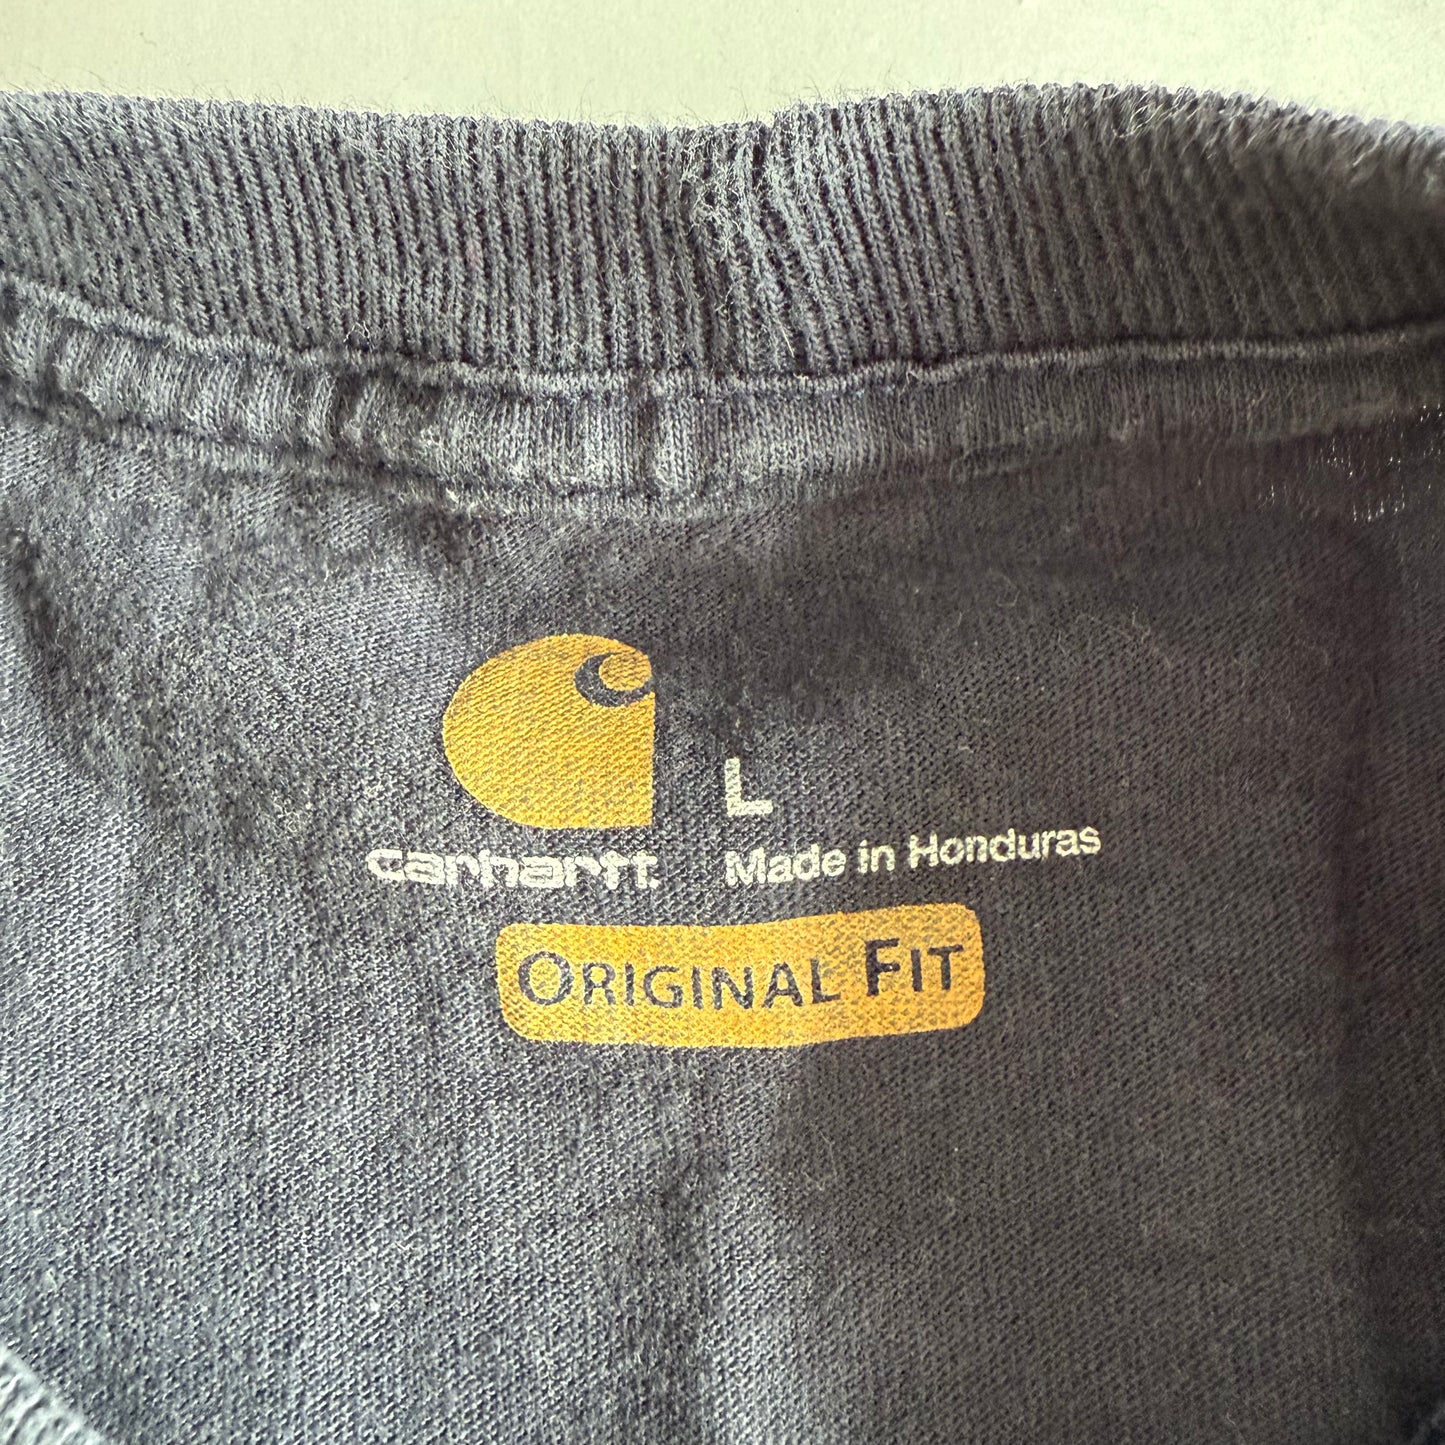 L
carhartt.
Made in Honduras
ORIGINAL FIT